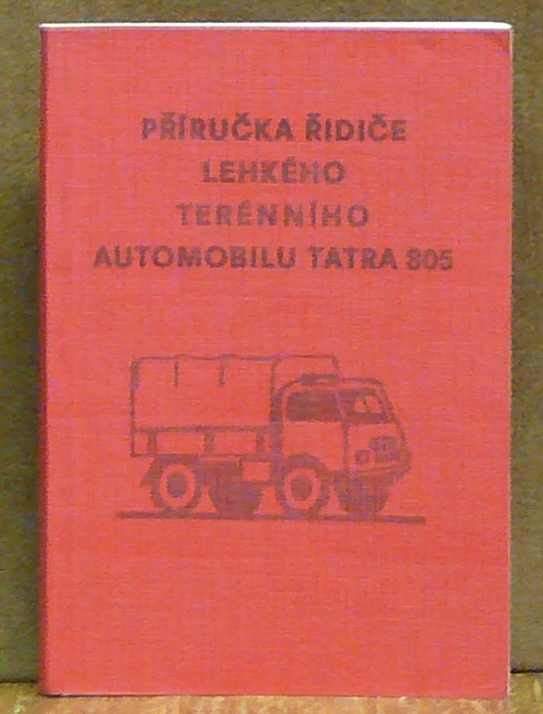 PŘÍRUČKA ŘIDIČE
LEHKÉHO
TERÉNNÍHO
AUTOMOBILU TATRA 805